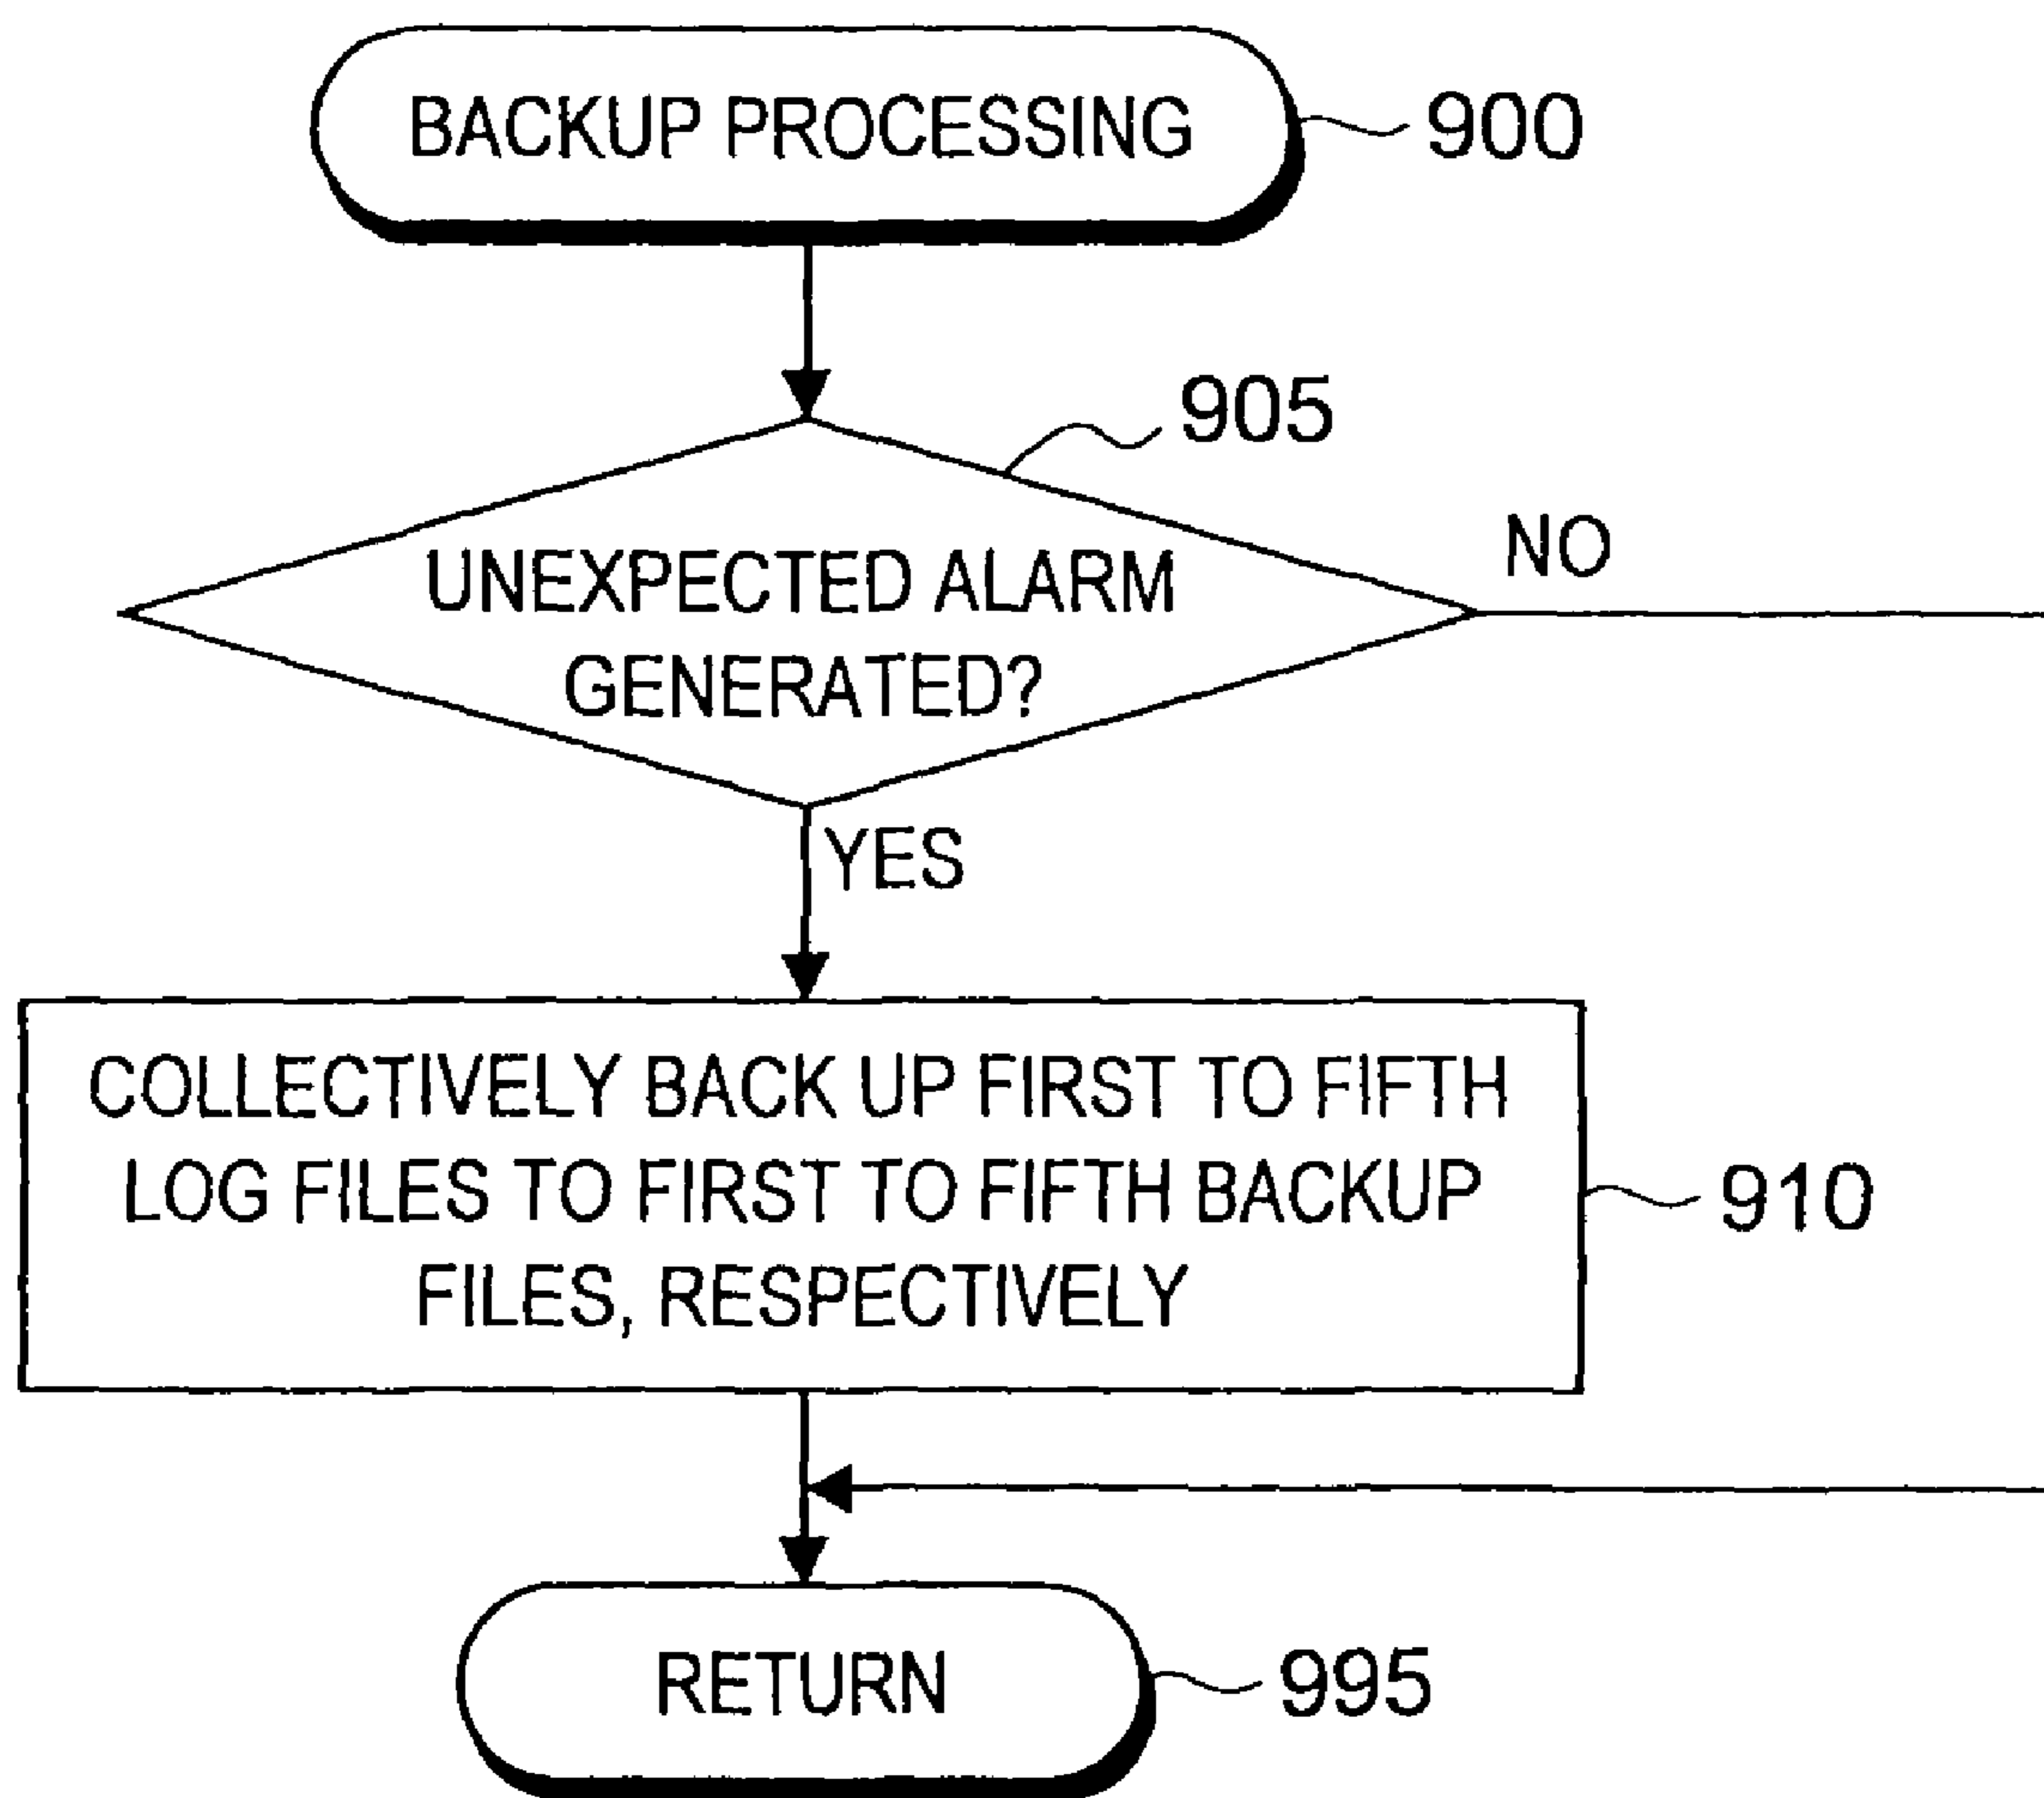 BACKUP PROCESSING
900
905
UNEXPECTED ALARM
GENERATED?
NO
YES
COLLECTIVELY BACK UP FIRST TO FIFTH
LOG FILES TO FIRST TO FIFTH BACKUP
FILES, RESPECTIVELY
910
RETURN
995